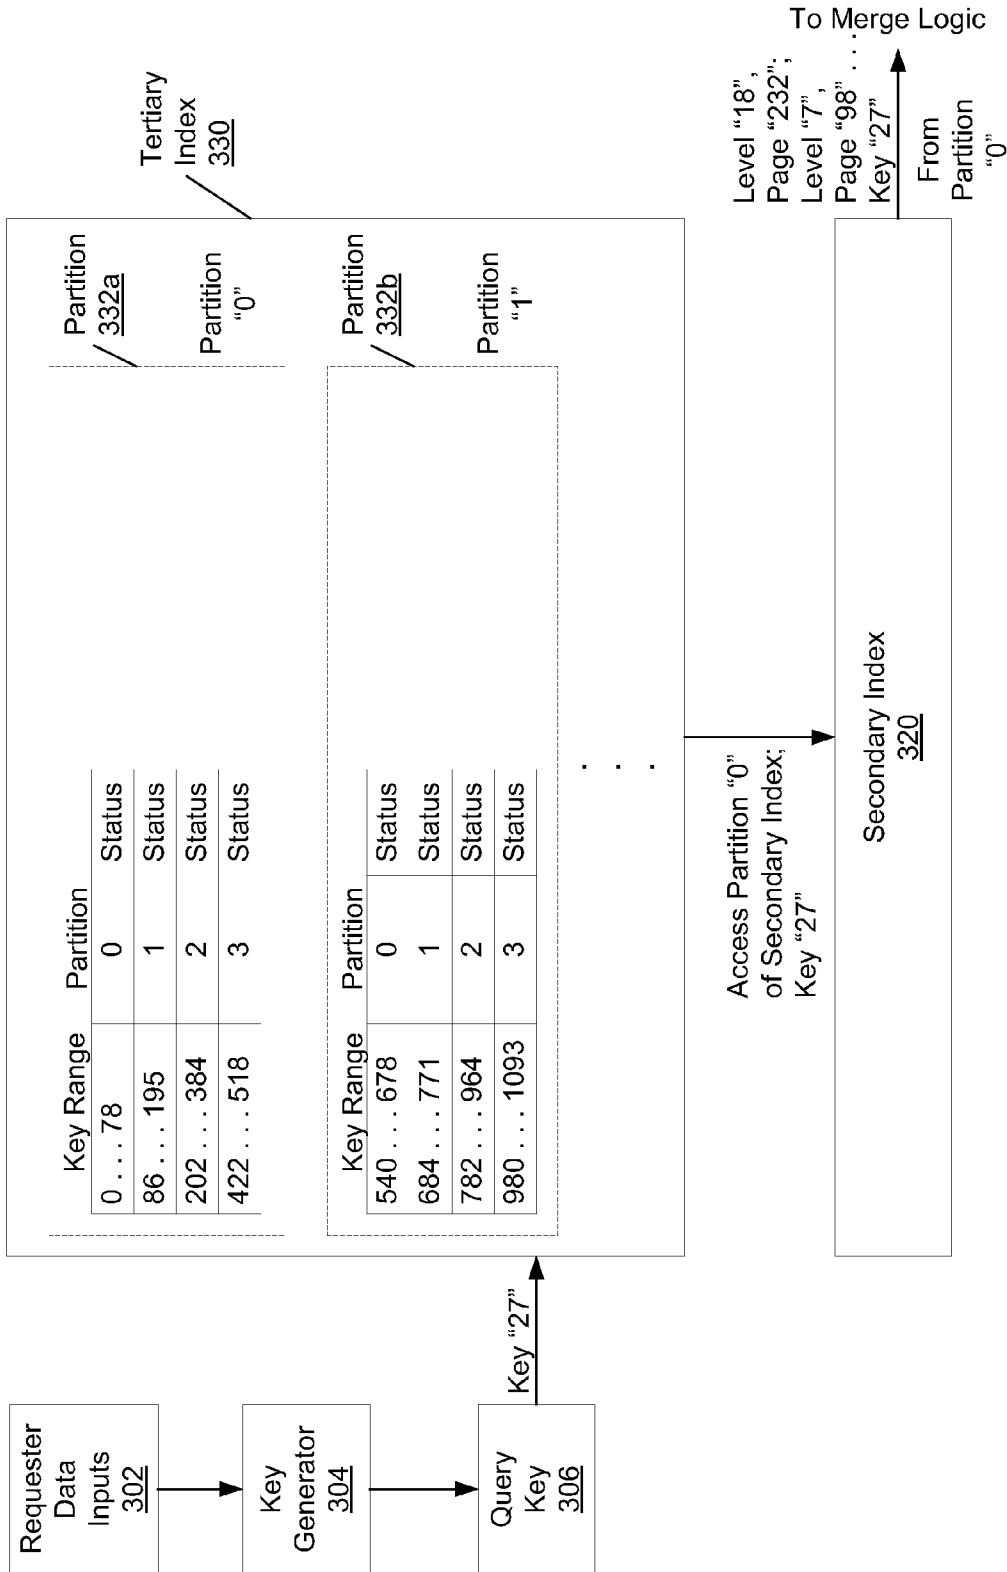 Requester
Data
Inputs
302
Key
Generator
304
Query
Key
306
Key "27"
Tertiary
Index
330
Partition
332a
Partition
"0"
Key Range Partition
0 . . . 78 0 Status
86 . . . 195 1 Status
202 . . . 384 2 Status
422 . . . 518 3 Status
Partition
332b
Partition
"1"
Key Range Partition
540 . . . 678 0 Status
684 . . . 771 1 Status
782 . . . 964 2 Status
980 . . . 1093 3 Status
. . .
Access Partition "0"
of Secondary Index;
Key "27"
Secondary Index
320
Level "18",
Page "232";
Level "7",
Page "98" . . .
Key "27"
From
Partition
"0"
To Merge Logic